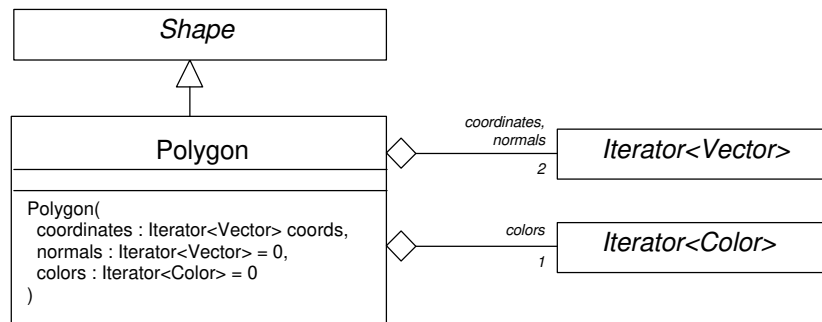 Shape
Polygon
Polygon(
coordinates : Iterator<Vector> coords,
normals : Iterator<Vector> = 0,
colors : Iterator<Color> = 0
)
coordinates,
normals
2
Iterator<Vector>
colors
1
Iterator<Color>